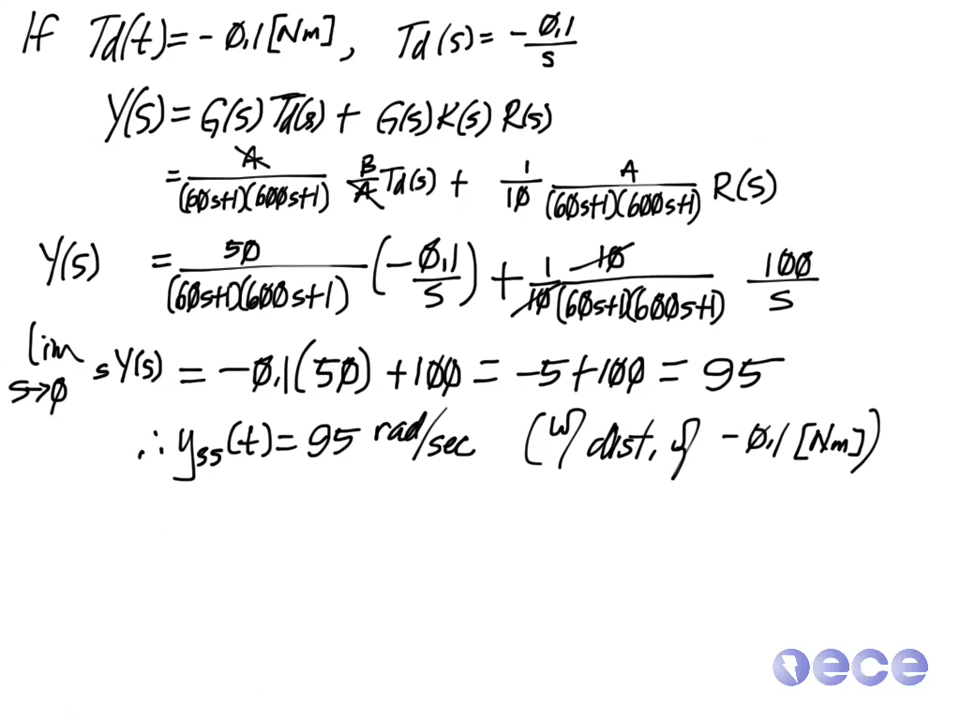 If Td(t) = -0.1 [Nm], Td(s) = -0.1/s
Y(s) = G(s) Td(s) + G(s) K(s) R(s)
= A/((60s+1)(600s+1)) B/A Td(s) + 1/10 A/((60s+1)(600s+1)) R(s)
Y(s) = 50/((60s+1)(600s+1)) (-0.1/s) + 1/10 10/((60s+1)(600s+1)) 100/s
lim s→0 sY(s) = -0.1(50) + 100 = -5 + 100 = 95
∴ yss(t) = 95 rad/sec (w/ dist. of -0.1 [Nm])
ece